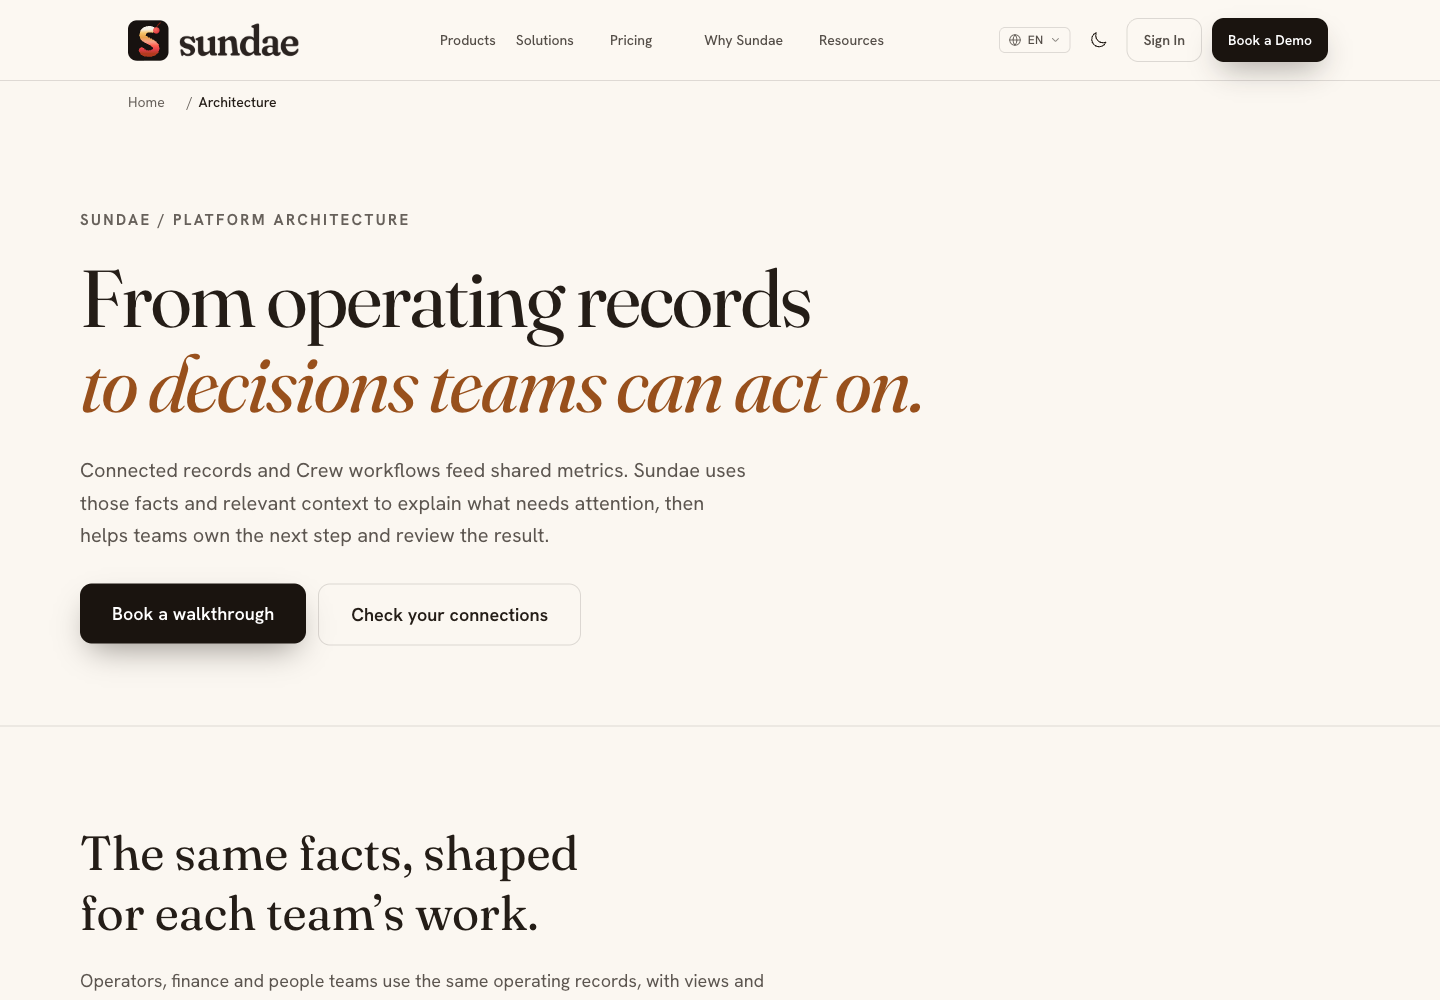 sundae
Products
Solutions
Pricing
Why Sundae
Resources
EN
Sign In
Book a Demo
Home / Architecture
SUNDAE / PLATFORM ARCHITECTURE
From operating records
to decisions teams can act on.
Connected records and Crew workflows feed shared metrics. Sundae uses
those facts and relevant context to explain what needs attention, then
helps teams own the next step and review the result.
Book a walkthrough
Check your connections
The same facts, shaped
for each team’s work.
Operators, finance and people teams use the same operating records, with views and